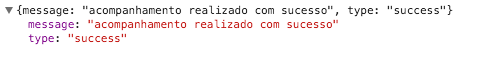 {message: "acompanhamento realizado com sucesso", type: "success"}
message: "acompanhamento realizado com sucesso"
type: "success"